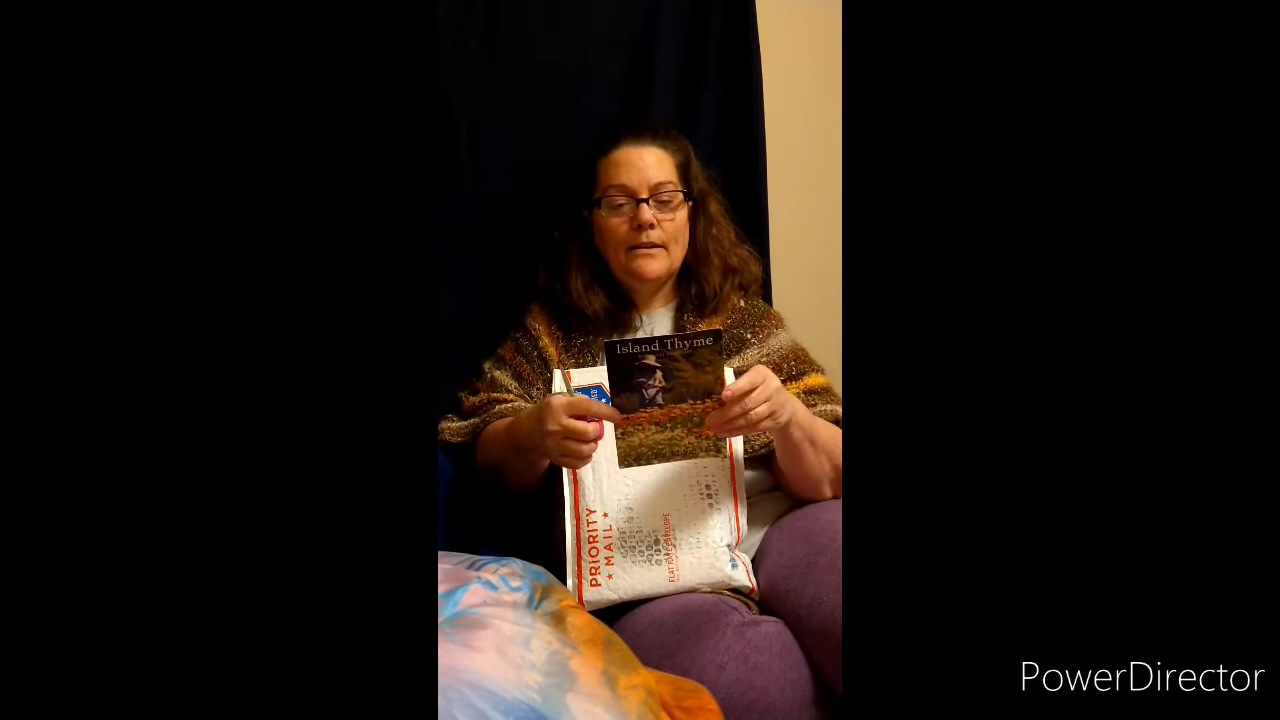 Island Thyme
PRIORITY
★ MAIL ★
FLAT RATE ENVELOPE
PowerDirector